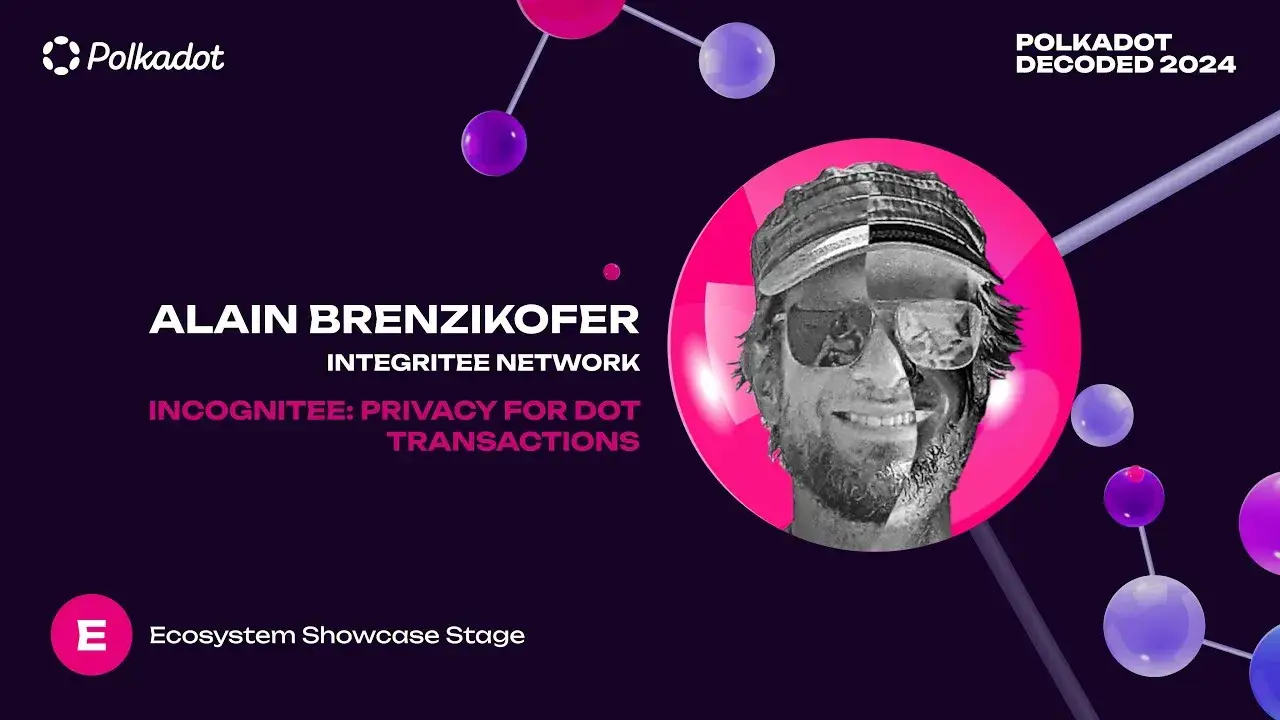 Polkadot
POLKADOT
DECODED 2024
ALAIN BRENZIKOFER
INTEGRITEE NETWORK
INCOGNITEE: PRIVACY FOR DOT
TRANSACTIONS
E
Ecosystem Showcase Stage